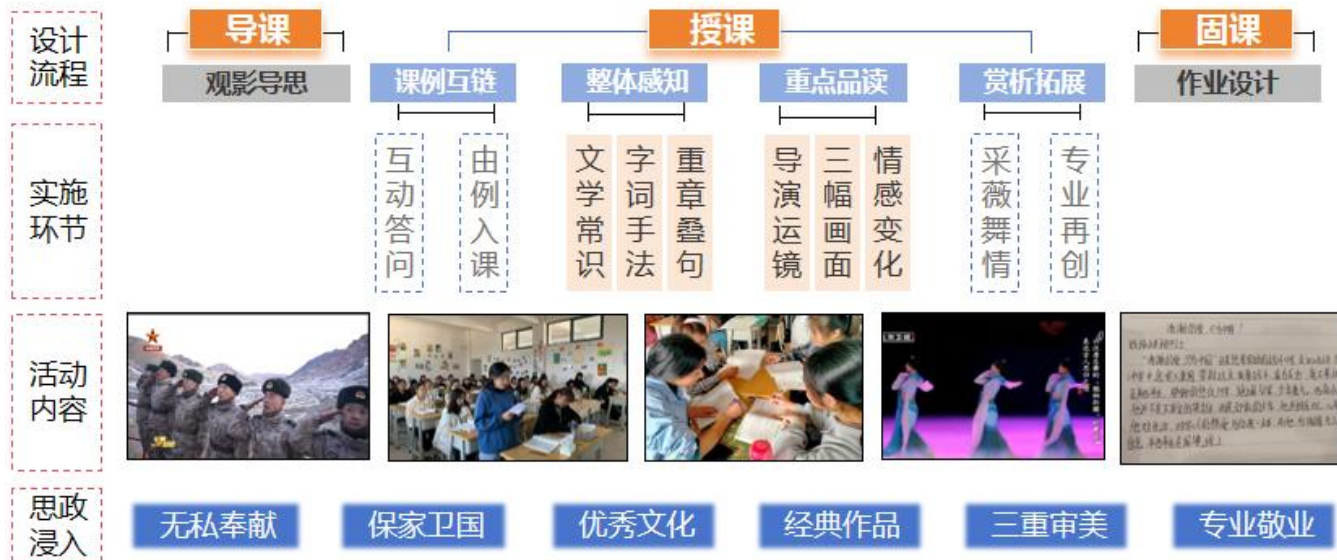 设计
流程
导课
授课
固课
观影导思
课例互链
整体感知
重点品读
赏析拓展
作业设计
实施
环节
互动答问
由例入课
文学常识
字词手法
重章叠句
导演运镜
三幅画面
情感变化
采薇舞情
专业再创
活动
内容
思政
浸入
无私奉献
保家卫国
优秀文化
经典作品
三重审美
专业敬业